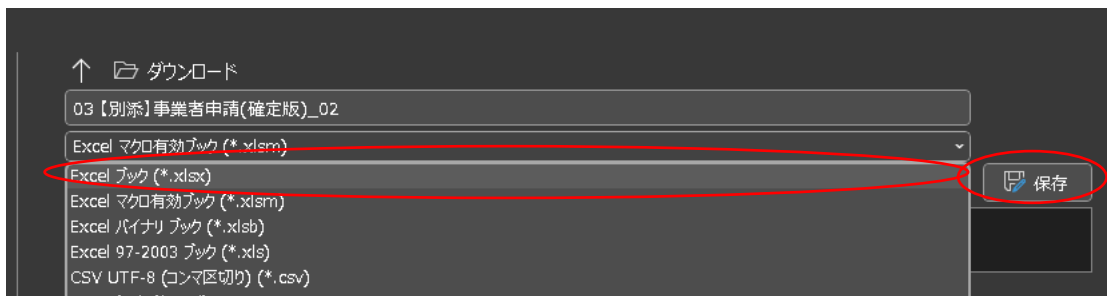 ダウンロード
03【別添】事業者申請(確定版)_02
Excel マクロ有効ブック (*.xlsm)
Excel ブック (*.xlsx)
保存
Excel マクロ有効ブック (*.xlsm)
Excel バイナリ ブック (*.xlsb)
Excel 97-2003 ブック (*.xls)
CSV UTF-8 (コンマ区切り) (*.csv)